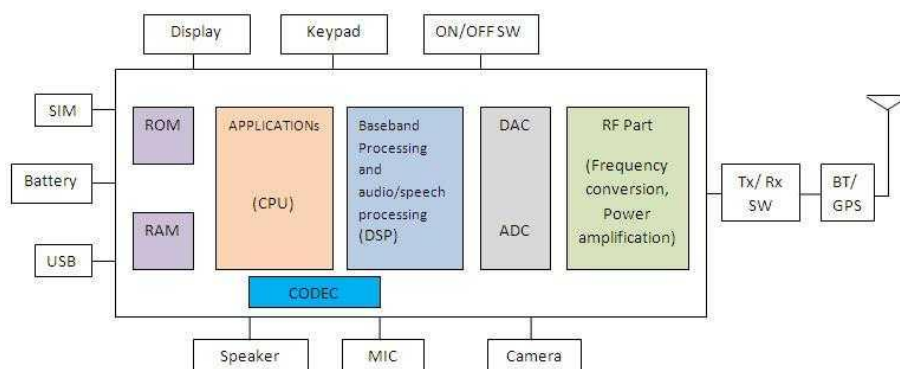 Display
Keypad
ON/OFF SW
SIM
Battery
USB
ROM
RAM
APPLICATIONs
(CPU)
Baseband
Processing
and
audio/speech
processing
(DSP)
DAC
ADC
RF Part
(Frequency
conversion,
Power
amplification)
Tx/ Rx
SW
BT/
GPS
CODEC
Speaker
MIC
Camera